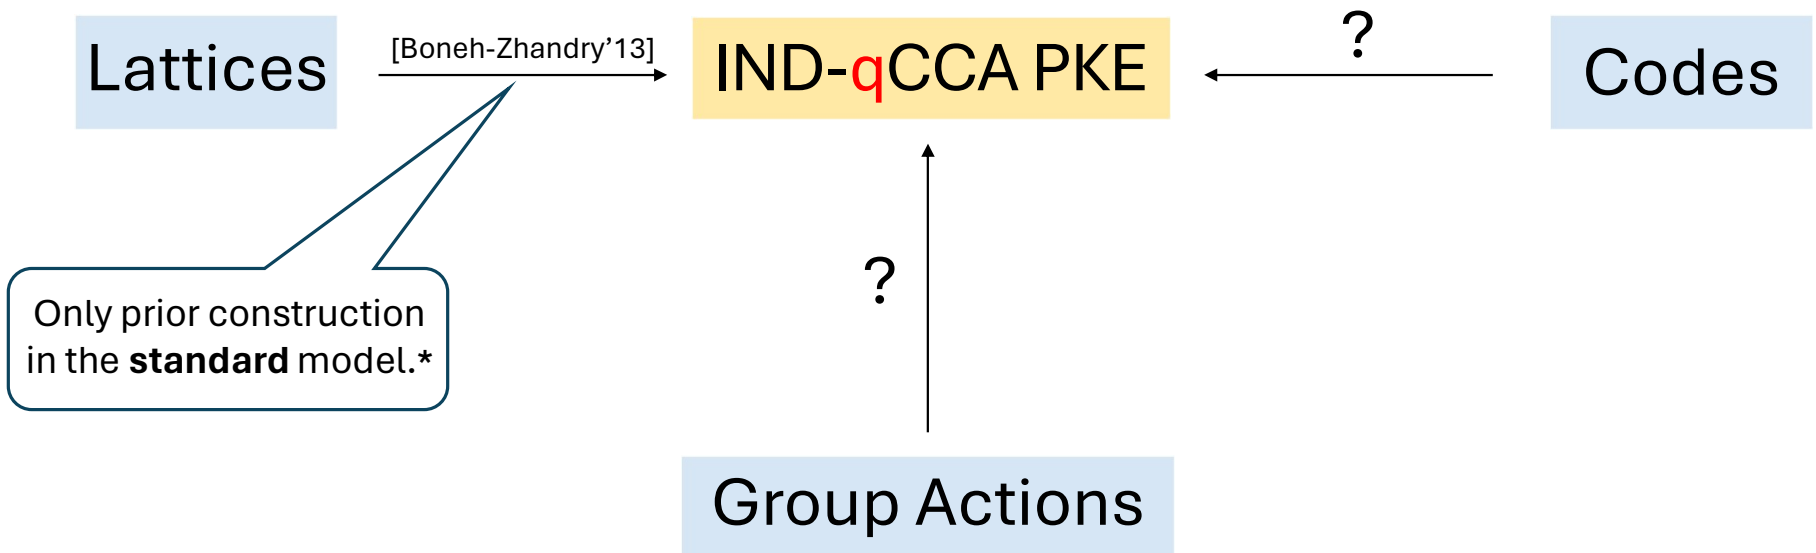 Lattices
[Boneh-Zhandry’13]
IND-qCCA PKE
?
Codes
?
Only prior construction
in the standard model.*
Group Actions